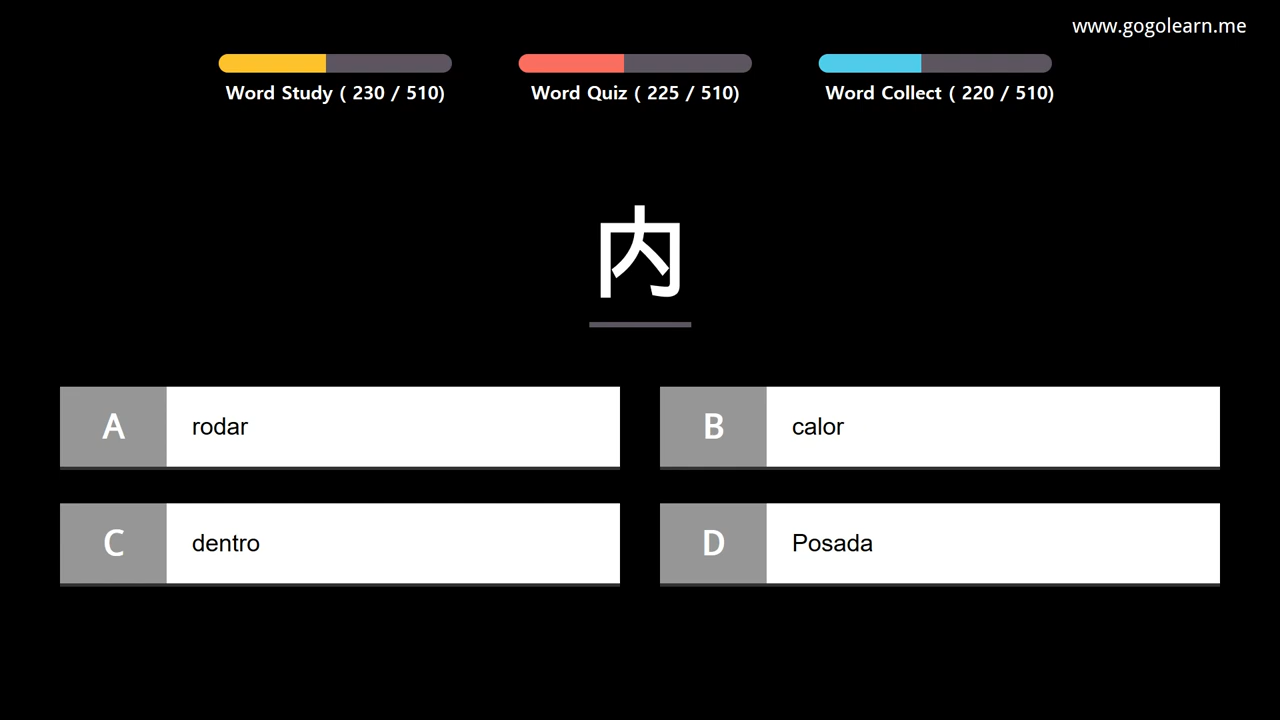 www.gogolearn.me
Word Study ( 230 / 510)
Word Quiz ( 225 / 510)
Word Collect ( 220 / 510)
内
A rodar
B calor
C dentro
D Posada